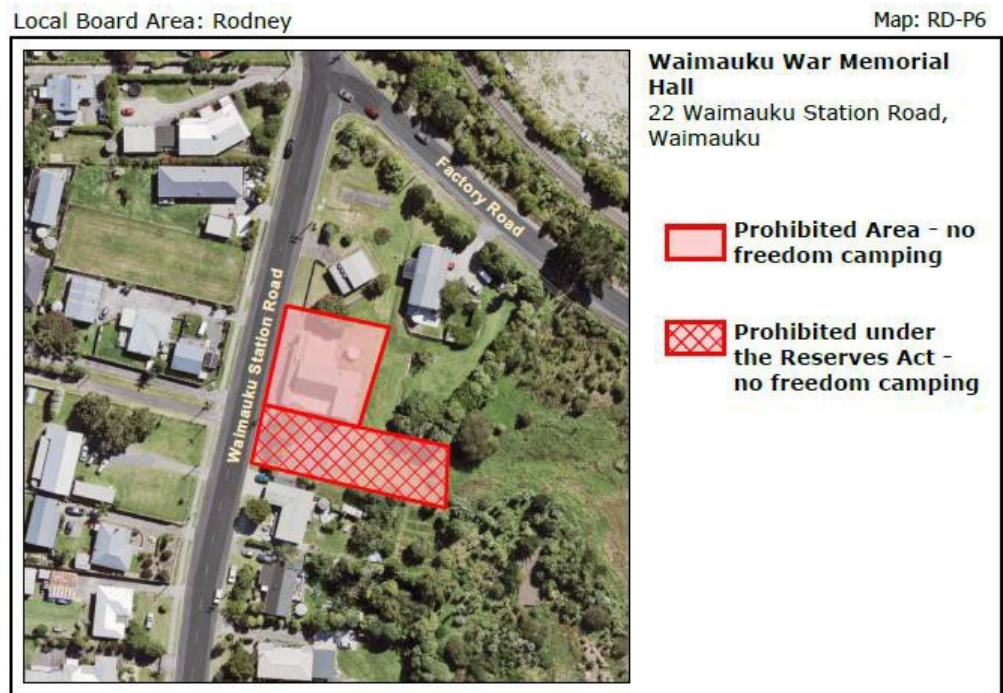 Local Board Area: Rodney
Map: RD-P6
Waimauku War Memorial
Hall
22 Waimauku Station Road,
Waimauku
Factory Road
Waimauku Station Road
Prohibited Area - no
freedom camping
Prohibited under
the Reserves Act -
no freedom camping